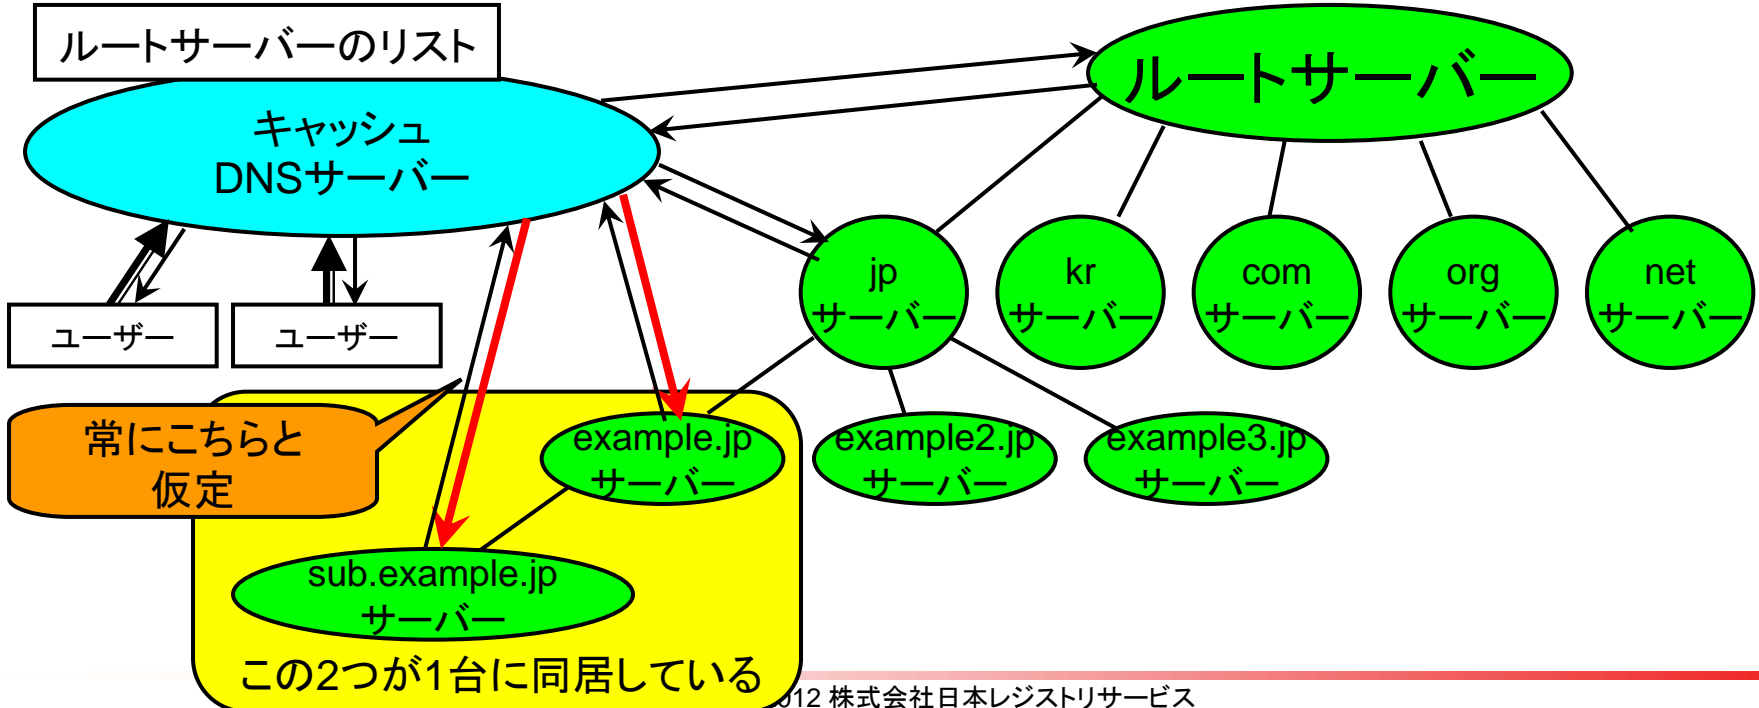 ルートサーバーのリスト
ルートサーバー
キャッシュ
DNSサーバー
jp
サーバー
kr
サーバー
com
サーバー
org
サーバー
net
サーバー
ユーザー
ユーザー
常にこちらと
仮定
example.jp
サーバー
example2.jp
サーバー
example3.jp
サーバー
sub.example.jp
サーバー
この2つが1台に同居している
012 株式会社日本レジストリサービス